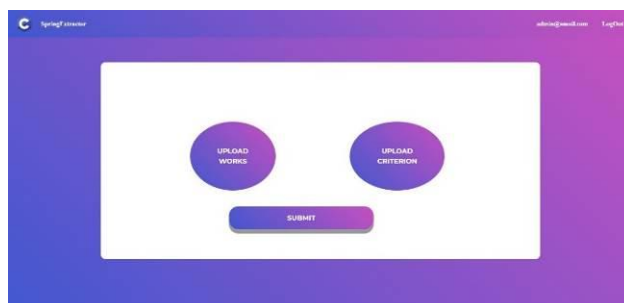 C
SpringExtractor
admin@gmail.com
LogOut
UPLOAD
WORKS
UPLOAD
CRITERION
SUBMIT